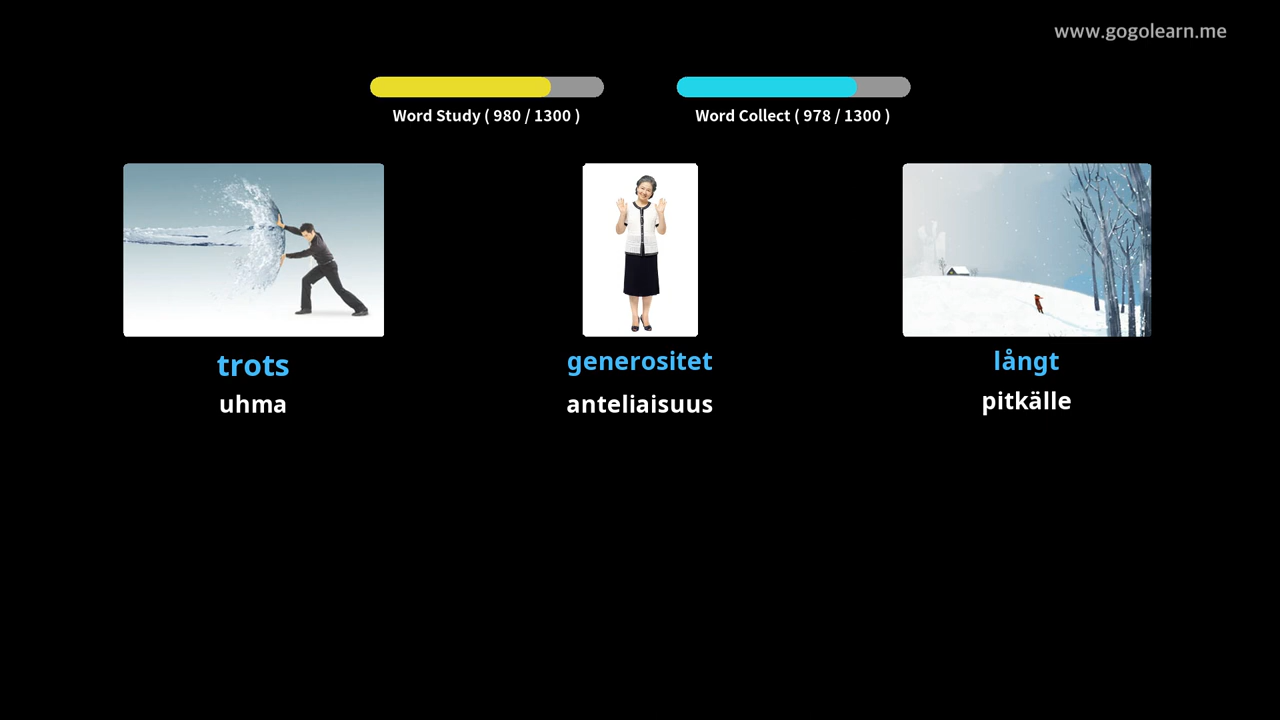 www.gogolearn.me
Word Study ( 980 / 1300 )
Word Collect ( 978 / 1300 )
trots
uhma
generositet
anteliaisuus
långt
pitkälle